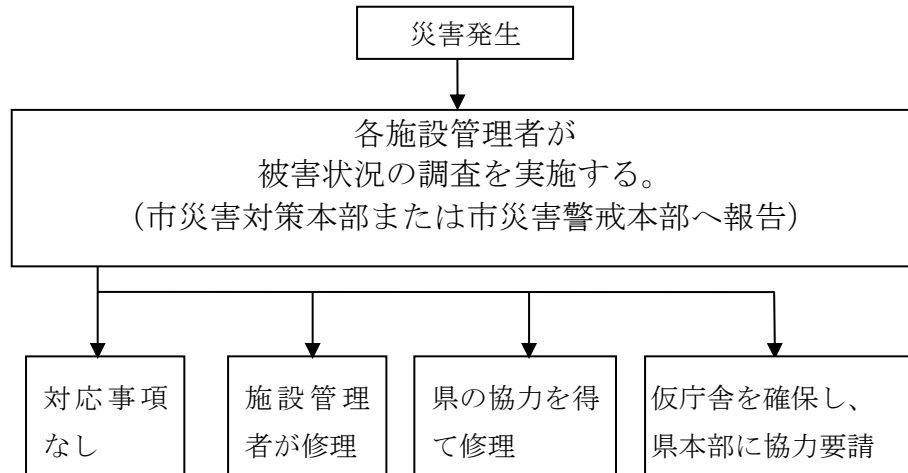 災害発生
各施設管理者が
被害状況の調査を実施する。
（市災害対策本部または市災害警戒本部へ報告）
対応事項
なし
施設管理
者が修理
県の協力を得
て修理
仮庁舎を確保し、
県本部に協力要請